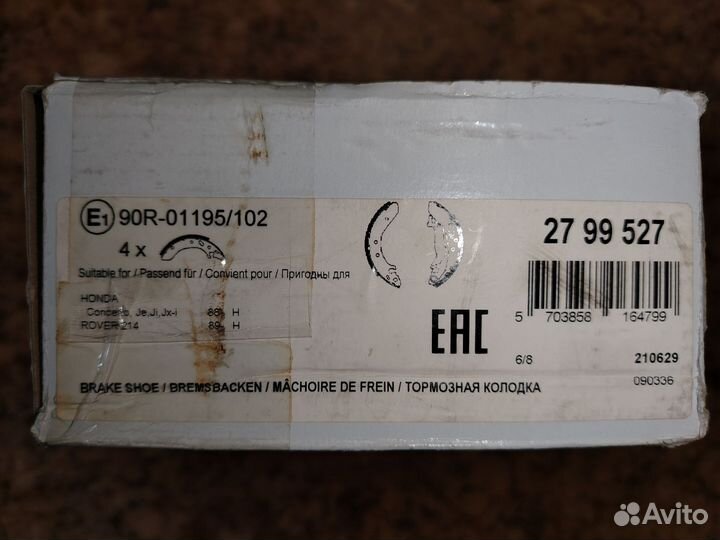 E1 90R-01195/102
4 x
Suitable for / Passend für / Convient pour / Пригодны для
HONDA
Concerto, Je,Ji,Jx-i 88- H
ROVER 214 89- H
27 99 527
5 703858 164799
EAC
6/8 210629
090336
BRAKE SHOE / BREMSBACKEN / MÂCHOIRE DE FREIN / ТОРМОЗНАЯ КОЛОДКА
Avito